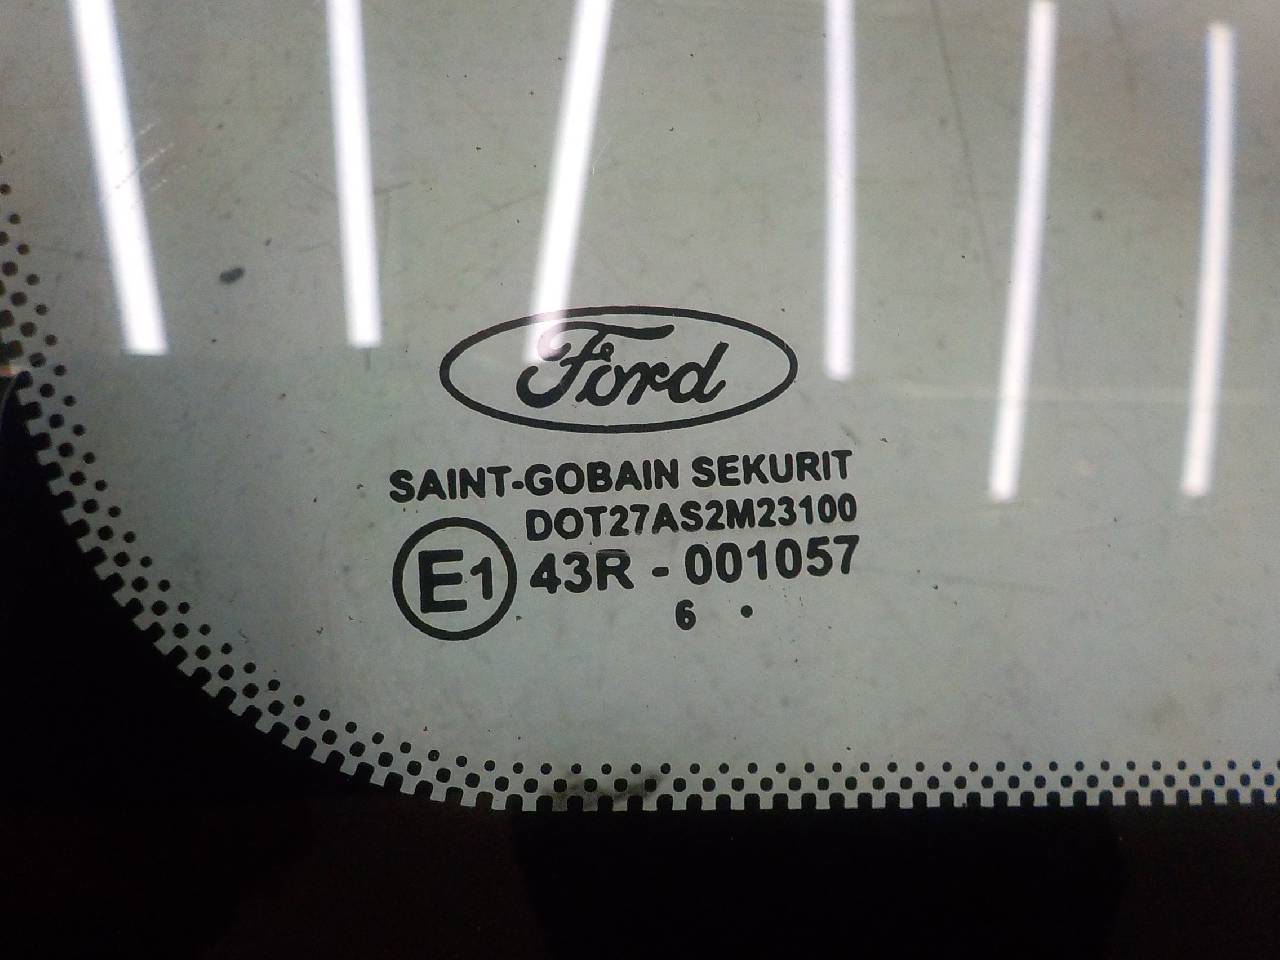 Ford
SAINT-GOBAIN SEKURIT
DOT27AS2M23100
E1 43R - 001057
6 •